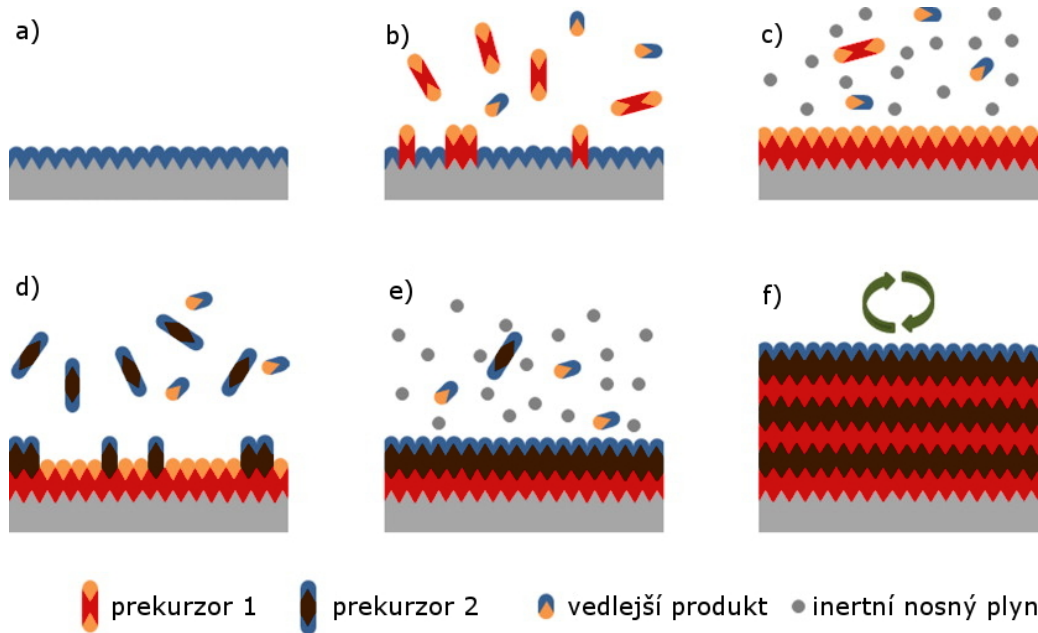 a)
b)
c)
d)
e)
f)
prekurzor 1
prekurzor 2
vedlejší produkt
inertní nosný plyn